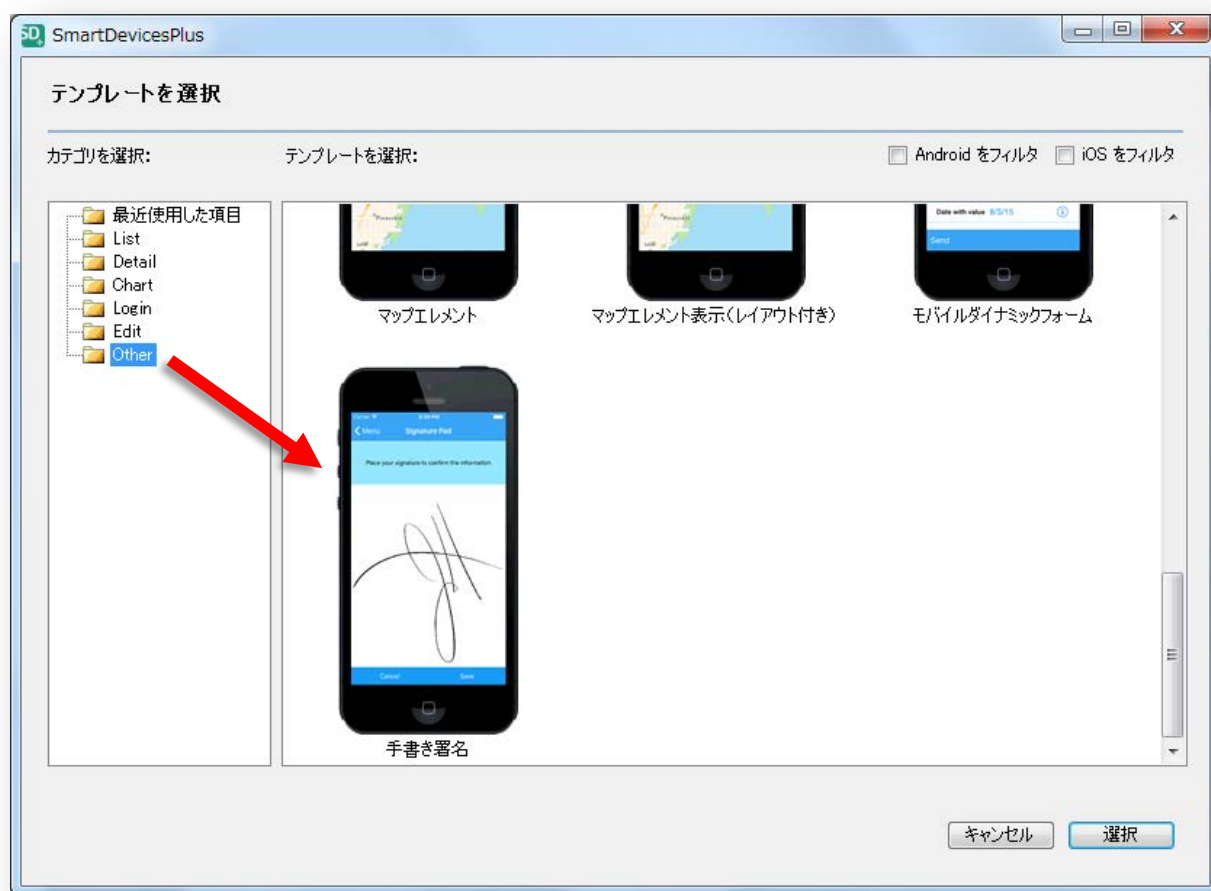 SD+ SmartDevicesPlus
テンプレートを選択
カテゴリを選択:
テンプレートを選択:
Android をフィルタ
iOS をフィルタ
最近使用した項目
List
Detail
Chart
Login
Edit
Other
Date with value 8/5/15
Send
マップエレメント
マップエレメント表示(レイアウト付き)
モバイルダイナミックフォーム
Menu
Signature Pad
Place your signature to confirm the information
Cancel
Save
手書き署名
キャンセル
選択